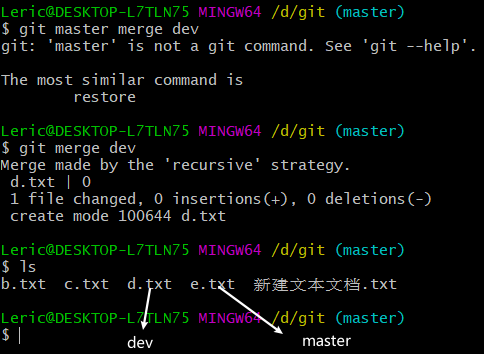 Leric@DESKTOP-L7TLN75 MINGW64 /d/git (master)
$ git master merge dev
git: 'master' is not a git command. See 'git --help'.
The most similar command is
restore
Leric@DESKTOP-L7TLN75 MINGW64 /d/git (master)
$ git merge dev
Merge made by the 'recursive' strategy.
d.txt | 0
1 file changed, 0 insertions(+), 0 deletions(-)
create mode 100644 d.txt
Leric@DESKTOP-L7TLN75 MINGW64 /d/git (master)
$ ls
b.txt c.txt d.txt e.txt 新建文本文档.txt
Leric@DESKTOP-L7TLN75 MINGW64 /d/git (master)
$
dev master